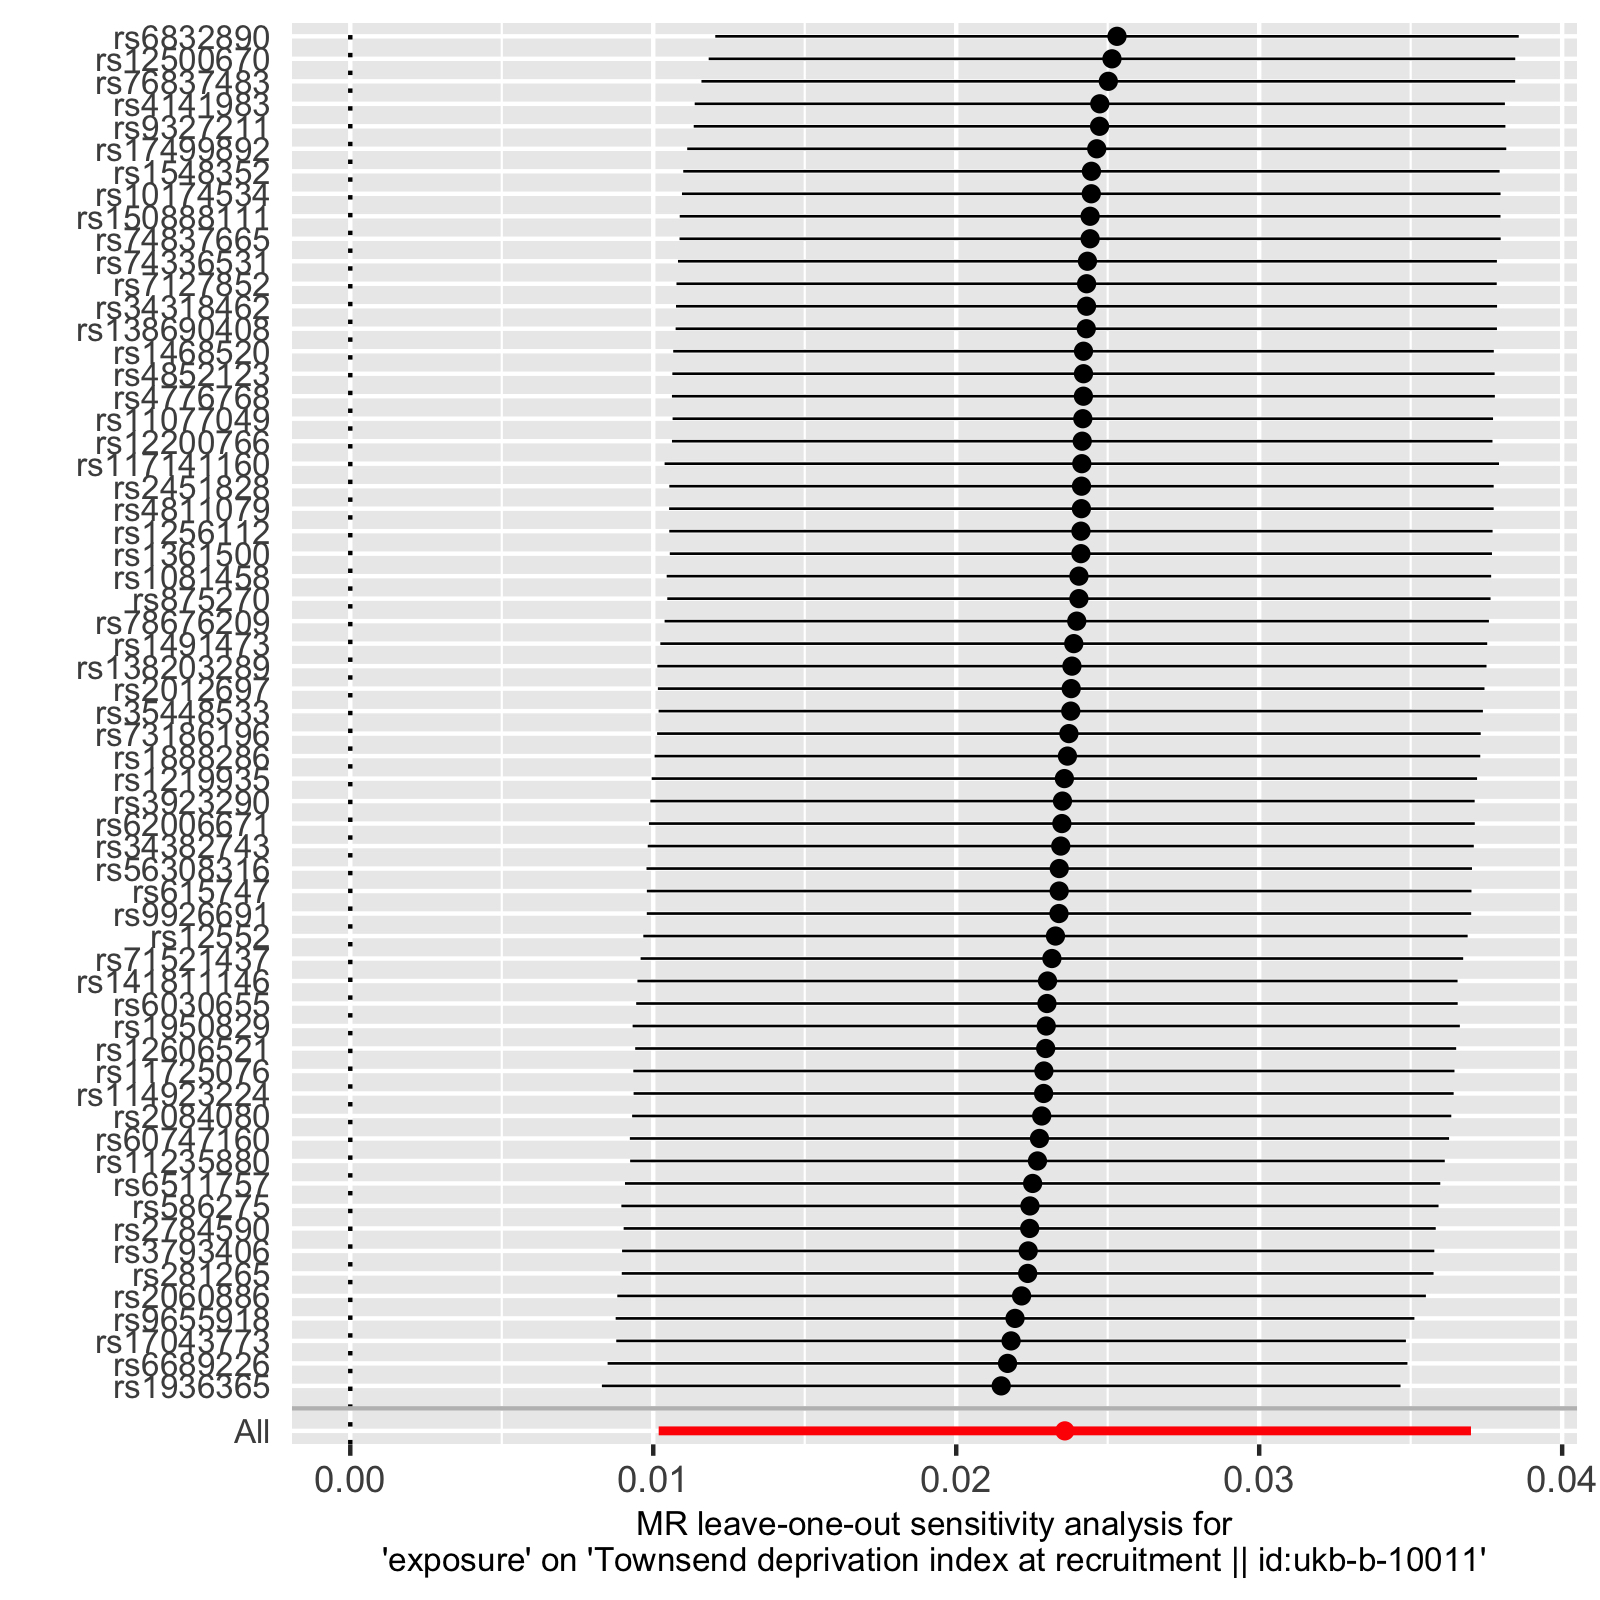 rs6832890
rs12500670
rs76837483
rs4141983
rs9327211
rs17499892
rs1548352
rs10174534
rs150888111
rs74837665
rs74336531
rs7127852
rs34318462
rs138690408
rs1468520
rs4852123
rs4776768
rs11077049
rs12200766
rs117141160
rs2451828
rs4811079
rs1256112
rs1361500
rs1081458
rs875270
rs78676209
rs1491473
rs138203289
rs2012697
rs35448533
rs73186196
rs1888286
rs1219935
rs3923290
rs62006671
rs34382743
rs56308316
rs615747
rs9926691
rs12552
rs71521437
rs141811146
rs6030655
rs1950829
rs12606521
rs11725076
rs114923224
rs2084080
rs60747160
rs11235880
rs6511757
rs586275
rs2784590
rs3793406
rs281265
rs2060886
rs9655918
rs17043773
rs6689226
rs1936365
All
0.00 0.01 0.02 0.03 0.04
MR leave-one-out sensitivity analysis for
'exposure' on 'Townsend deprivation index at recruitment || id:ukb-b-10011'